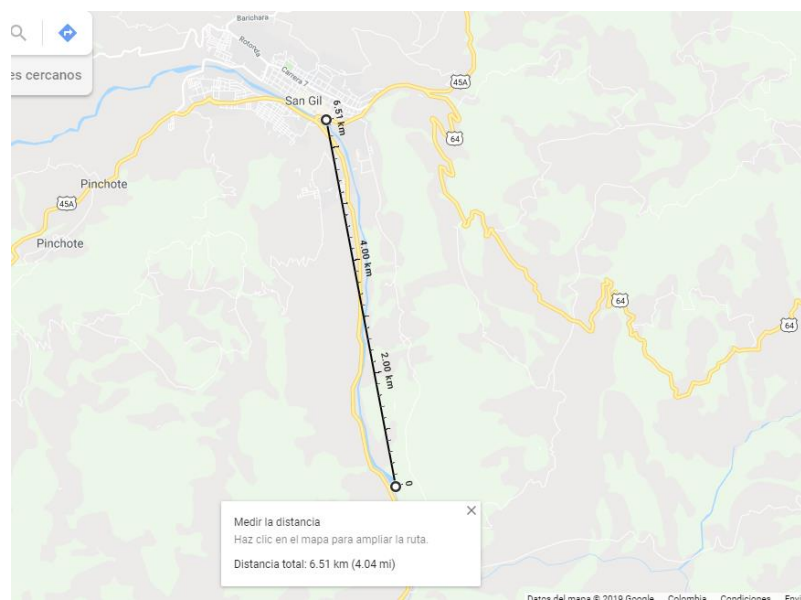 Barichara
Rotonda
es cercanos
Carrera 7
45A
San Gil
6.51 km
64
Pinchote
45A
Pinchote
4.00 km
64
64
2.00 km
0
Medir la distancia
Haz clic en el mapa para ampliar la ruta.
Distancia total: 6.51 km (4.04 mi)
Datos del mapa © 2019 Google Colombia Condiciones Envi